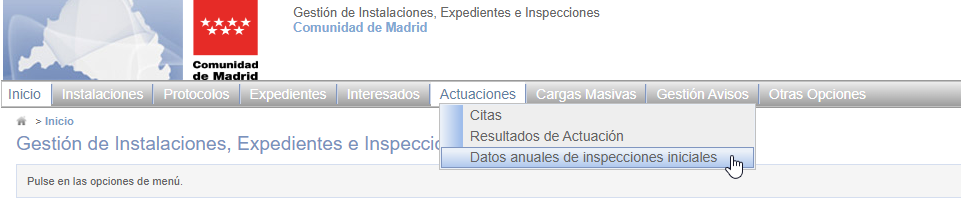 Gestión de Instalaciones, Expedientes e Inspecciones
Comunidad de Madrid
Comunidad
de Madrid
Inicio Instalaciones Protocolos Expedientes Interesados Actuaciones Cargas Masivas Gestión Avisos Otras Opciones
Citas
Resultados de Actuación
Datos anuales de inspecciones iniciales
> Inicio
Gestión de Instalaciones, Expedientes e
Pulse en las opciones de menú.